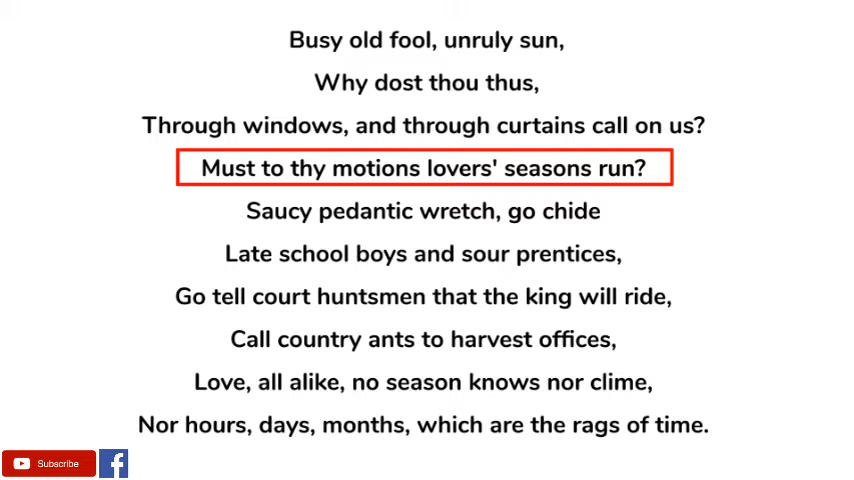 Busy old fool, unruly sun,
Why dost thou thus,
Through windows, and through curtains call on us?
Must to thy motions lovers' seasons run?
Saucy pedantic wretch, go chide
Late school boys and sour prentices,
Go tell court huntsmen that the king will ride,
Call country ants to harvest offices,
Love, all alike, no season knows nor clime,
Nor hours, days, months, which are the rags of time.
Subscribe